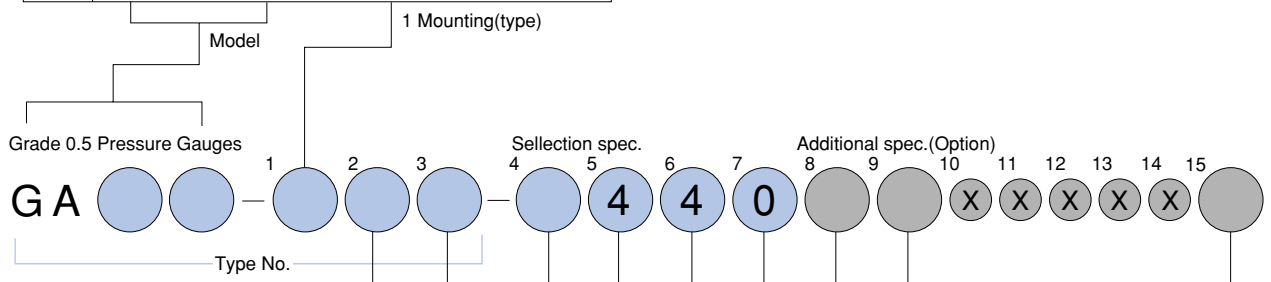 1 Mounting(type)
Model
Grade 0.5 Pressure Gauges
Sellection spec.
Additional spec.(Option)
1 2 3 4 5 6 7 8 9 10 11 12 13 14 15
G A — — 4 4 0 X X X X X
Type No.